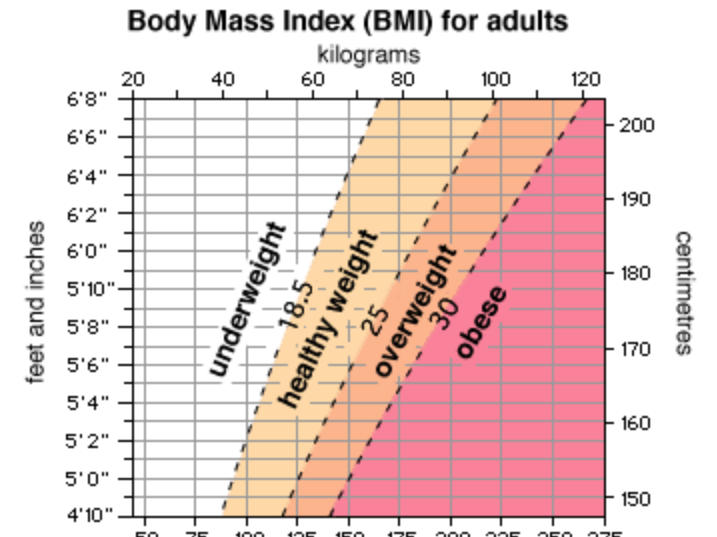 Body Mass Index (BMI) for adults
kilograms
20 40 60 80 100 120
6'8"
6'6"
6'4"
6'2"
6'0"
5'10"
5'8"
5'6"
5'4"
5'2"
5'0"
4'10"
feet and inches
underweight
18.5
healthy weight
25
overweight
30
obese
200
190
180
170
160
150
centimetres